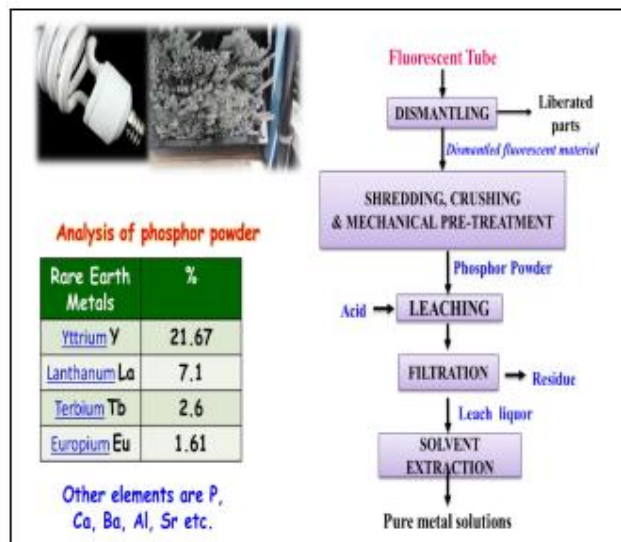 Analysis of phosphor powder
Rare Earth
Metals
%
Yttrium Y
21.67
Lanthanum La
7.1
Terbium Tb
2.6
Europium Eu
1.61
Other elements are P,
Ca, Ba, Al, Sr etc.
Fluorescent Tube
DISMANTLING
Liberated
parts
Dismantled fluorescent material
SHREDDING, CRUSHING
& MECHANICAL PRE-TREATMENT
Phosphor Powder
Acid
LEACHING
FILTRATION
Residue
Leach liquor
SOLVENT
EXTRACTION
Pure metal solutions